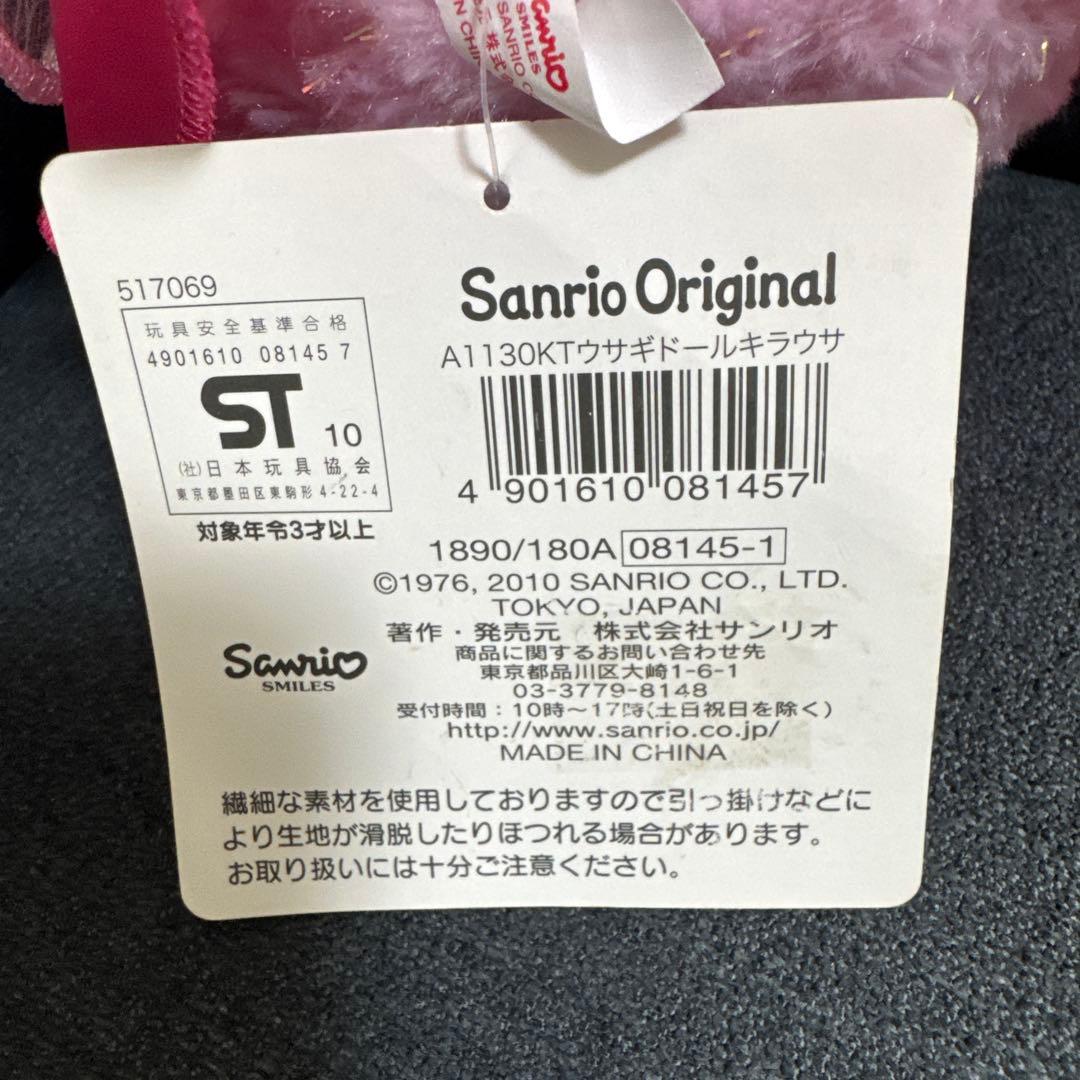 Sanrio
SMILES
SANRIO C
株式
N CHIN
517069
玩具安全基準合格
4901610 08145 7
ST 10
(社)日本玩具協会
東京都墨田区東駒形4-22-4
対象年令3才以上
Sanrio Original
A1130KTウサギドールキラウサ
4 901610 081457
1890/180A 08145-1
©1976, 2010 SANRIO CO., LTD.
TOKYO, JAPAN
著作・発売元 株式会社サンリオ
商品に関するお問い合わせ先
東京都品川区大崎1-6-1
03-3779-8148
受付時間：10時～17時(土日祝日を除く)
http://www.sanrio.co.jp/
MADE IN CHINA
Sanrio
SMILES
繊細な素材を使用しておりますので引っ掛けなどに
より生地が滑脱したりほつれる場合があります。
お取り扱いには十分ご注意ください。